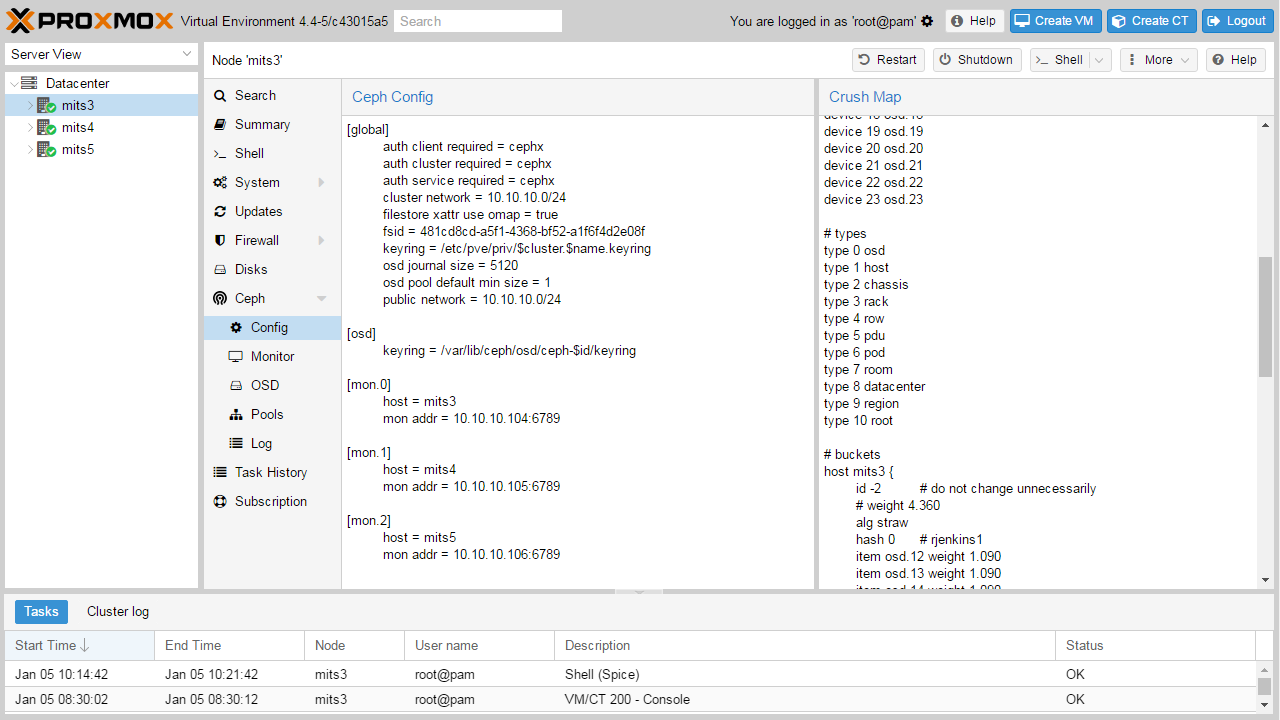 PROXMOX Virtual Environment 4.4-5/c43015a5 Search You are logged in as 'root@pam' Help Create VM Create CT Logout
Server View
Datacenter
mits3
mits4
mits5
Node 'mits3' Restart Shutdown Shell More Help
Search
Summary
Shell
System
Updates
Firewall
Disks
Ceph
Config
Monitor
OSD
Pools
Log
Task History
Subscription
Ceph Config
[global]
auth client required = cephx
auth cluster required = cephx
auth service required = cephx
cluster network = 10.10.10.0/24
filestore xattr use omap = true
fsid = 481cd8cd-a5f1-4368-bf52-a1f6f4d2e08f
keyring = /etc/pve/priv/$cluster.$name.keyring
osd journal size = 5120
osd pool default min size = 1
public network = 10.10.10.0/24
[osd]
keyring = /var/lib/ceph/osd/ceph-$id/keyring
[mon.0]
host = mits3
mon addr = 10.10.10.104:6789
[mon.1]
host = mits4
mon addr = 10.10.10.105:6789
[mon.2]
host = mits5
mon addr = 10.10.10.106:6789
Crush Map
device 18 osd.18
device 19 osd.19
device 20 osd.20
device 21 osd.21
device 22 osd.22
device 23 osd.23
# types
type 0 osd
type 1 host
type 2 chassis
type 3 rack
type 4 row
type 5 pdu
type 6 pod
type 7 room
type 8 datacenter
type 9 region
type 10 root
# buckets
host mits3 {
id -2 # do not change unnecessarily
# weight 4.360
alg straw
hash 0 # rjenkins1
item osd.12 weight 1.090
item osd.13 weight 1.090
item osd.14 weight 1.090
Tasks Cluster log
Start Time End Time Node User name Description Status
Jan 05 10:14:42 Jan 05 10:21:42 mits3 root@pam Shell (Spice) OK
Jan 05 08:30:02 Jan 05 08:30:12 mits3 root@pam VM/CT 200 - Console OK